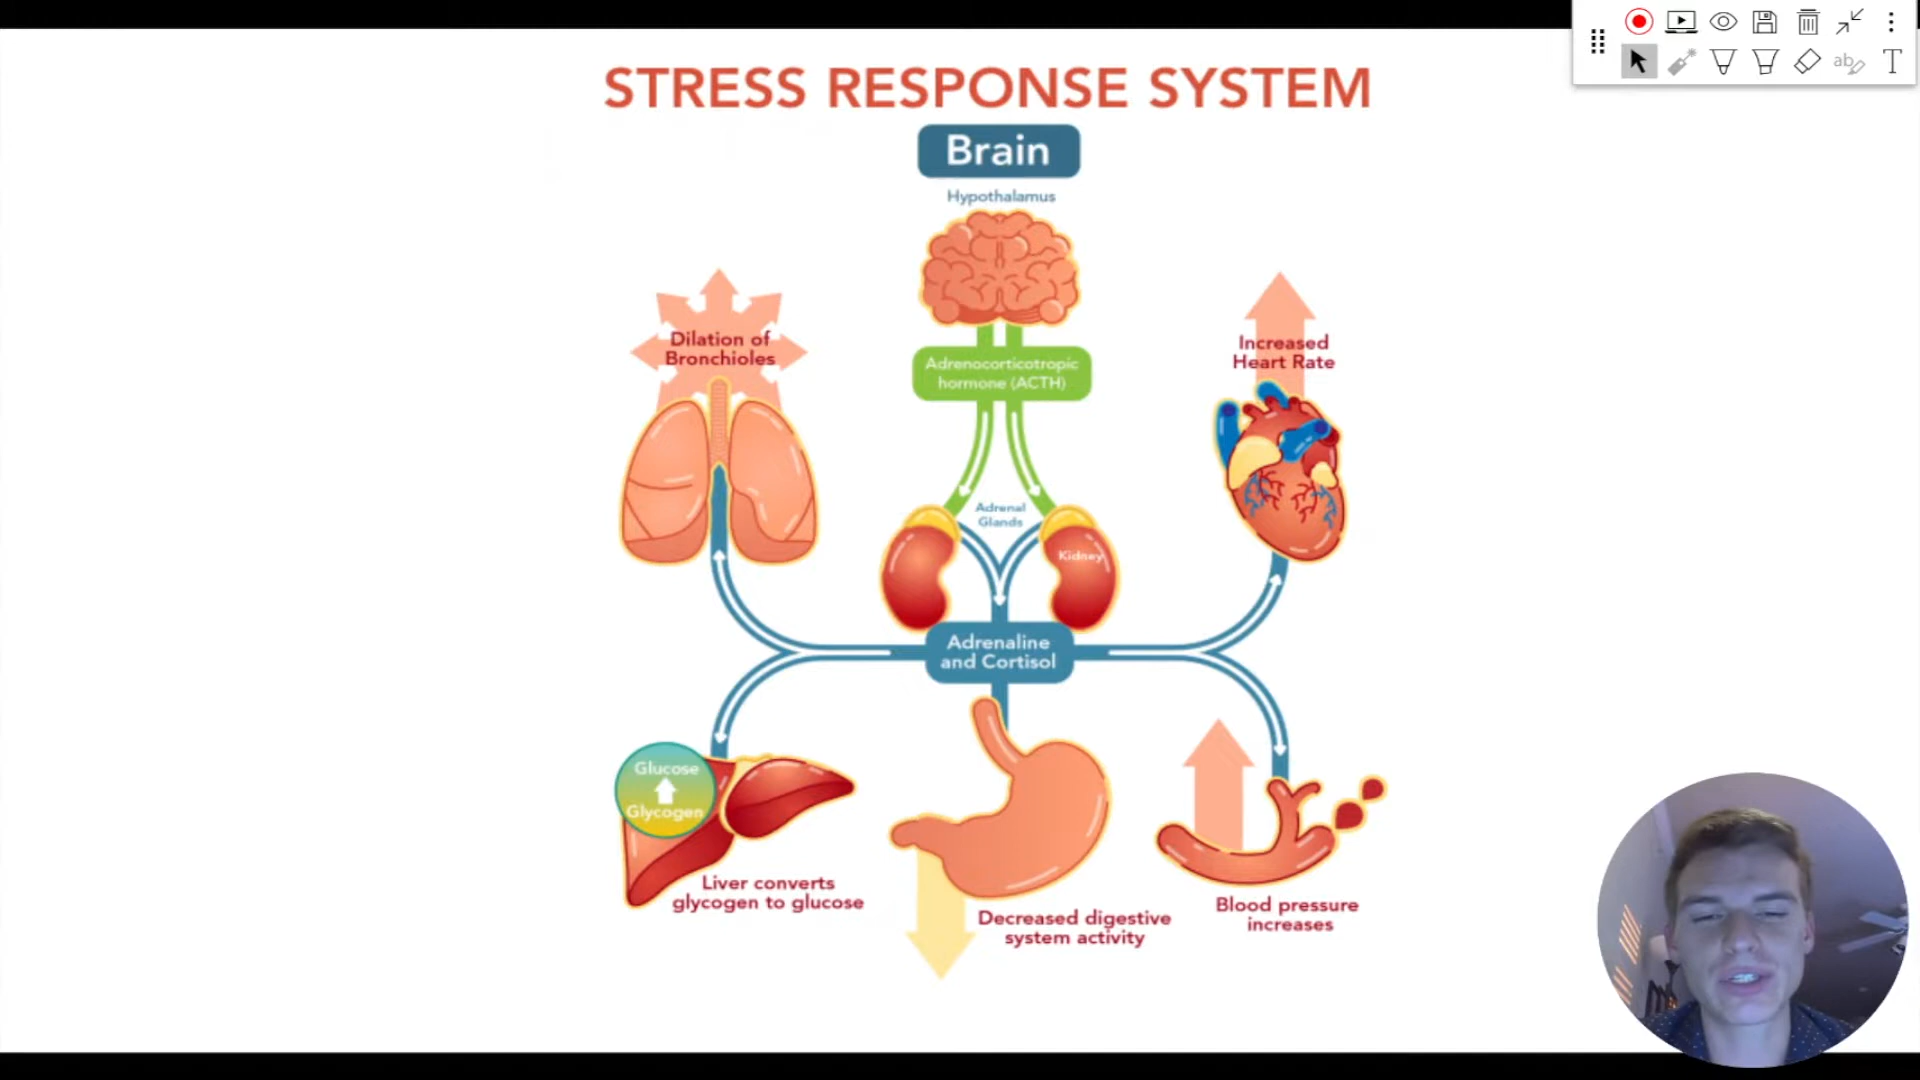 STRESS RESPONSE SYSTEM
Brain
Hypothalamus
Dilation of
Bronchioles
Adrenocorticotropic
hormone (ACTH)
Increased
Heart Rate
Adrenal
Glands
Kidney
Adrenaline
and Cortisol
Glucose
Glycogen
Liver converts
glycogen to glucose
Decreased digestive
system activity
Blood pressure
increases
ab
T